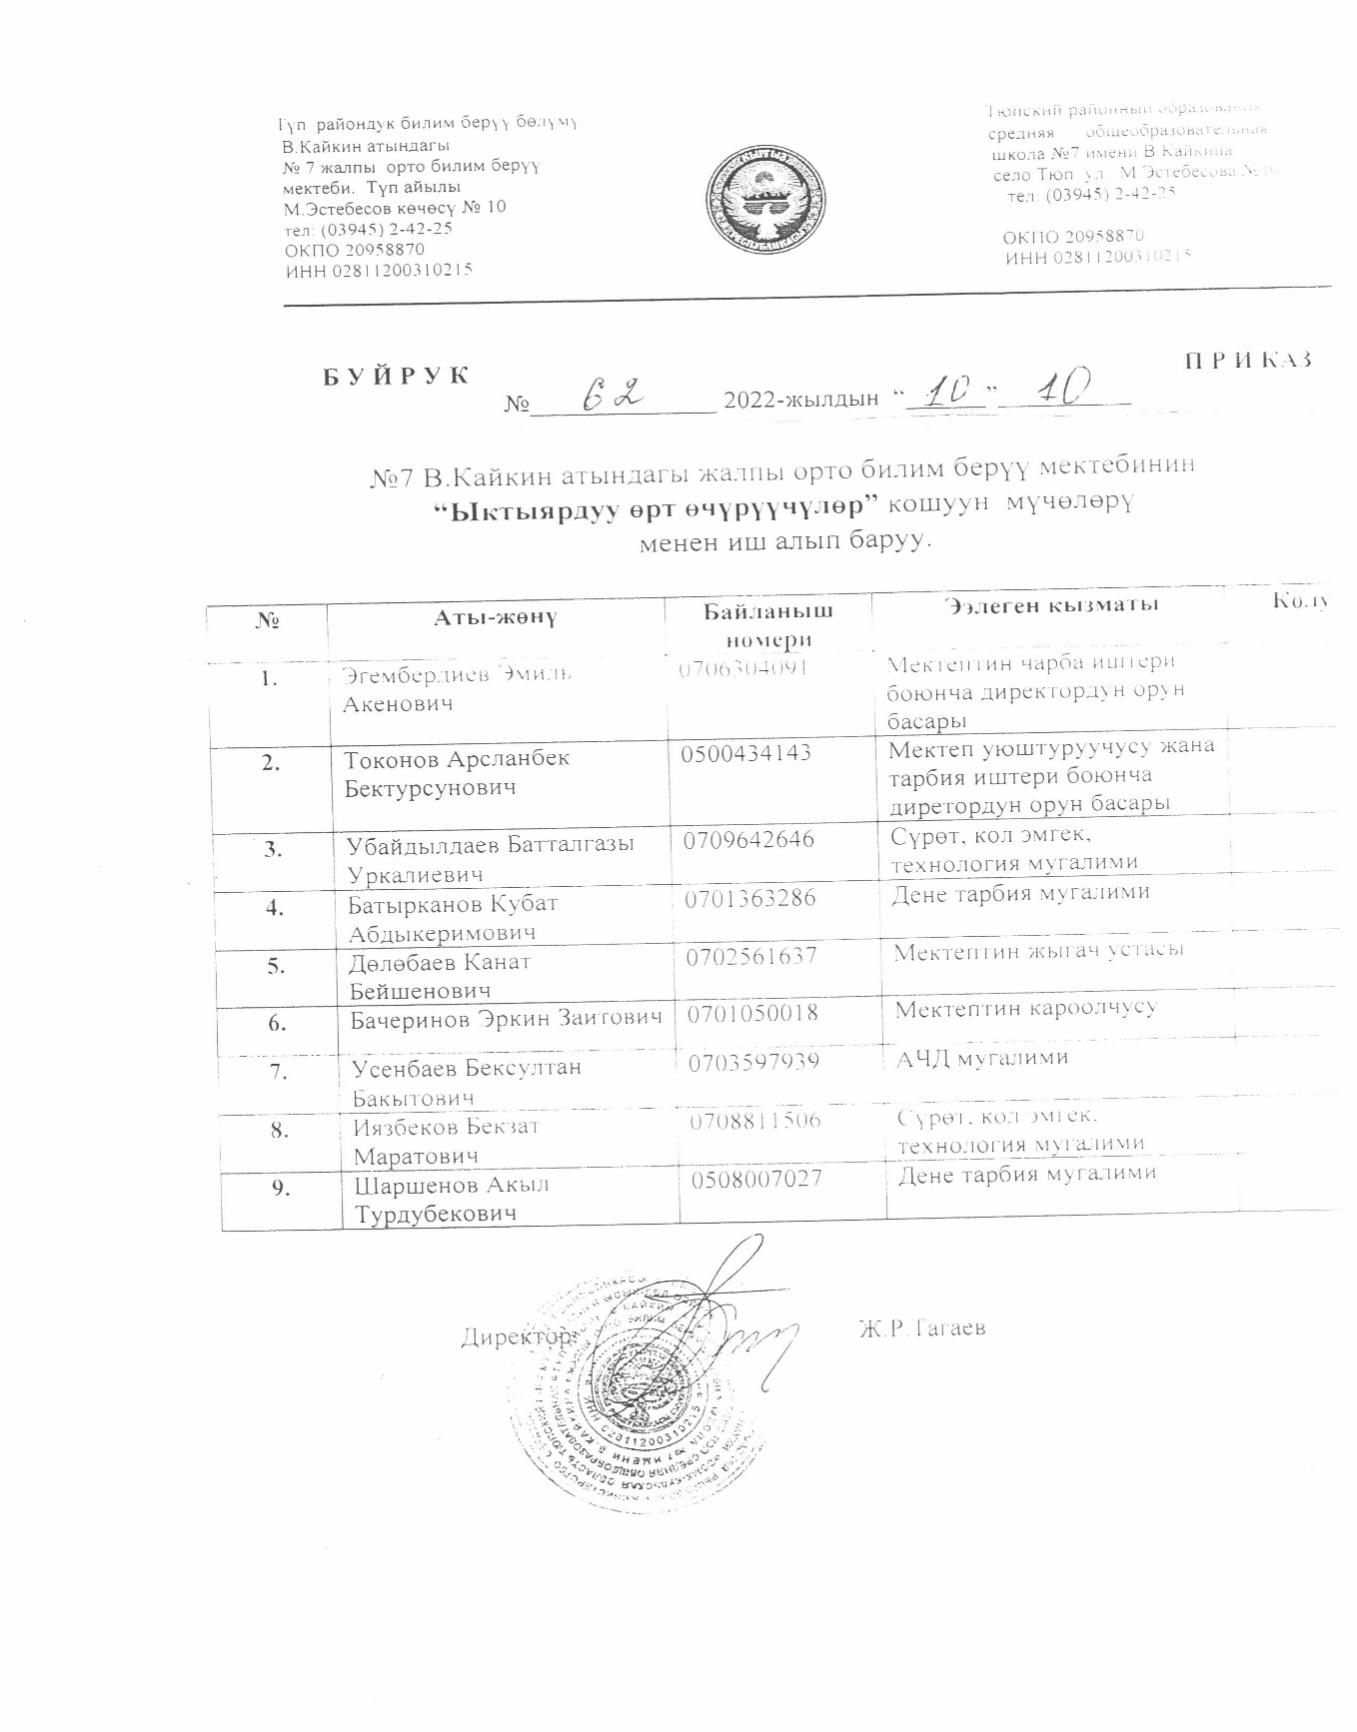 Түп райондук билим берүү бөлүмү
В.Кайкин атындагы
№ 7 жалпы орто билим берүү
мектеби. Түп айылы
М.Эстебесов көчөсү № 10
тел: (03945) 2-42-25
ОКПО 20958870
ИНН 02811200310215
Тюпский районный образования
средняя общеобразовательная
школа №7 имени В Кайкина
село Тюп ул. М.Эстебесова №10
тел: (03945) 2-42-25
ОКПО 20958870
ИНН 02811200310215
БУЙРУК
ПРИКАЗ
№ 62 2022-жылдын “10” 10
№7 В.Кайкин атындагы жалпы орто билим берүү мектебинин
“Ыктыярдуу өрт өчүрүүчүлөр” кошуун мүчөлөрү
менен иш алып баруу.
№ Аты-жөнү Байланыш Ээлеген кызматы Колу
номери
1. Эгембердиев Эмиль 0706304091 Мектептин чарба иштери
Акенович боюнча директордун орун
басары
2. Токонов Арсланбек 0500434143 Мектеп уюштуруучусу жана
Бектурсунович тарбия иштери боюнча
диретордун орун басары
3. Убайдылдаев Батталгазы 0709642646 Сүрөт, кол эмгек,
Уркалиевич технология мугалими
4. Батырканов Кубат 0701363286 Дене тарбия мугалими
Абдыкеримович
5. Дөлөбаев Канат 0702561637 Мектептин жыгач устасы
Бейшенович
6. Бачеринов Эркин Заитович 0701050018 Мектептин кароолчусу
7. Усенбаев Бексултан 0703597939 АЧД мугалими
Бакытович
8. Иязбеков Бекзат 0708811506 Сүрөт, кол эмгек,
Маратович технология мугалими
9. Шаршенов Акыл 0508007027 Дене тарбия мугалими
Турдубекович
Директор: Ж.Р.Тагаев